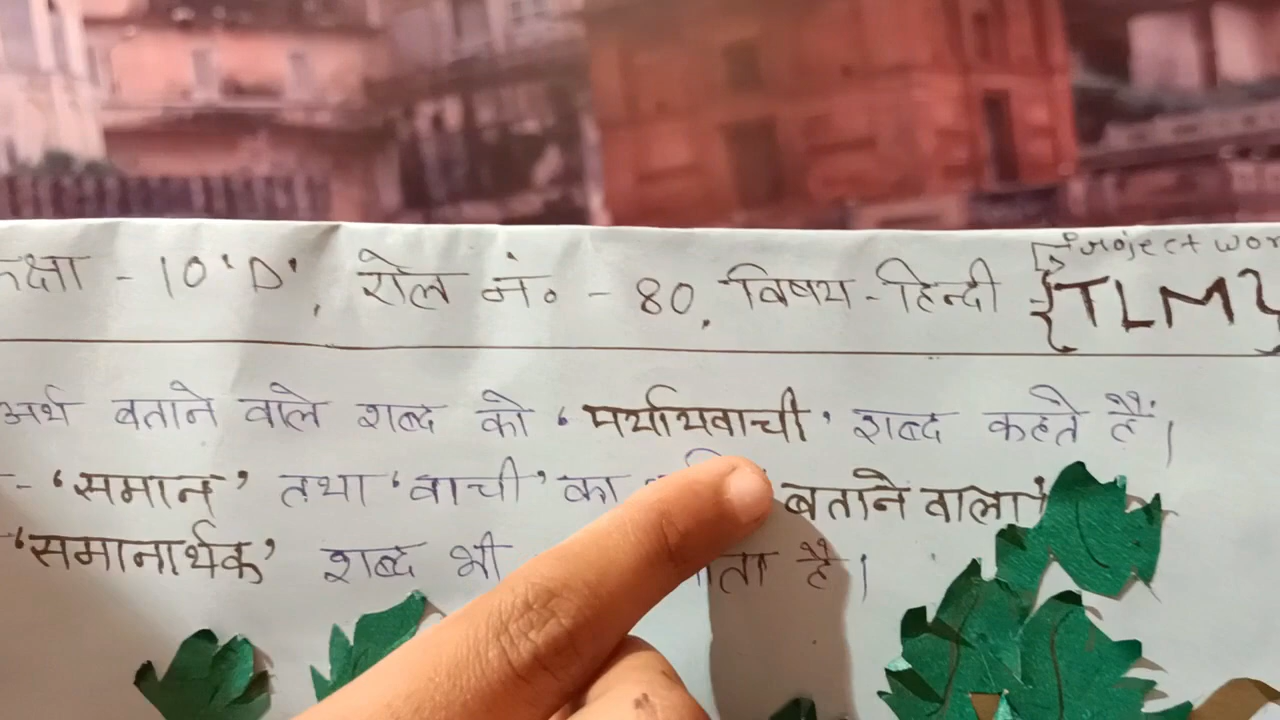 कक्षा - 10 'D', रोल नं० - 80, विषय - हिन्दी {TLM}
Project wor
अर्थ बताने वाले शब्द को 'पर्यायवाची' शब्द कहते हैं।
- 'समान' तथा 'वाची' का बताने वाला'
'समानार्थक' शब्द भी है।